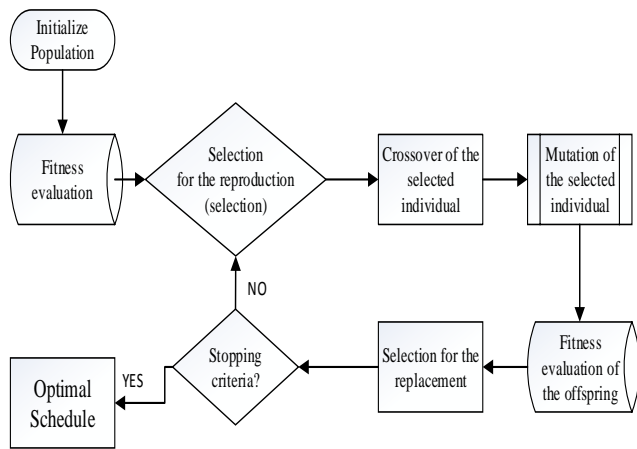 Initialize
Population
Fitness
evaluation
Selection
for the reproduction
(selection)
Crossover of the
selected
individual
Mutation of
the selected
individual
Fitness
evaluation of
the offspring
Selection for the
replacement
Stopping
criteria?
NO
YES
Optimal
Schedule